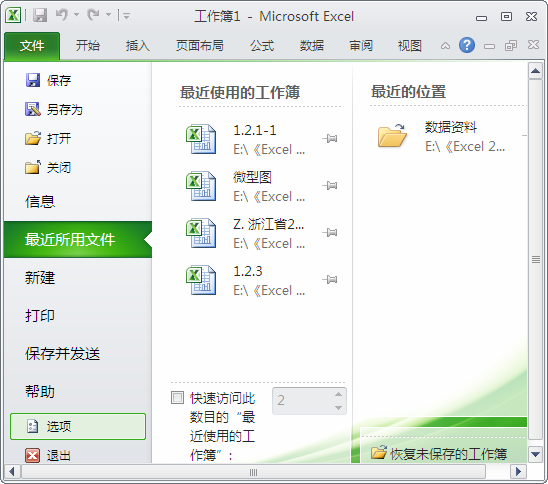 工作簿1 - Microsoft Excel
文件 开始 插入 页面布局 公式 数据 审阅 视图
保存
另存为
打开
关闭
信息
最近所用文件
新建
打印
保存并发送
帮助
选项
退出
最近使用的工作簿
1.2.1-1
E:\《Excel ...
微型图
E:\《Excel ...
Z. 浙江省2...
E:\《Excel ...
1.2.3
E:\《Excel ...
快速访问此
数目的“最
近使用的工
作簿”:
2
最近的位置
数据资料
E:\《Excel 2...
恢复未保存的工作簿